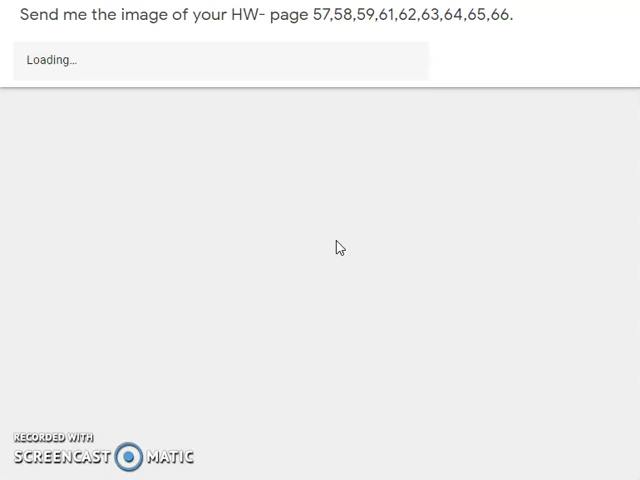 Send me the image of your HW- page 57,58,59,61,62,63,64,65,66.
Loading...
RECORDED WITH
SCREENCAST MATIC